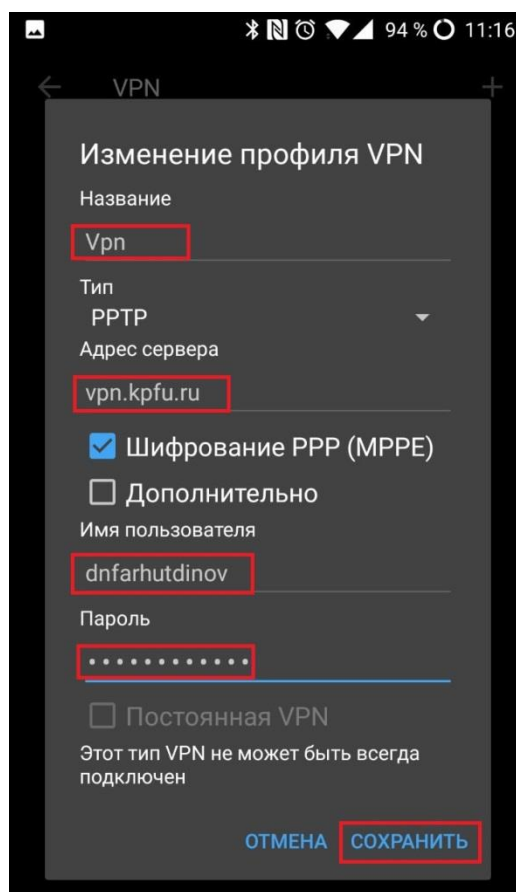 94 % 11:16
VPN
Изменение профиля VPN
Название
Vpn
Тип
PPTP
Адрес сервера
vpn.kpfu.ru
Шифрование PPP (MPPE)
Дополнительно
Имя пользователя
dnfarhutdinov
Пароль
••••••••••••
Постоянная VPN
Этот тип VPN не может быть всегда
подключен
ОТМЕНА СОХРАНИТЬ